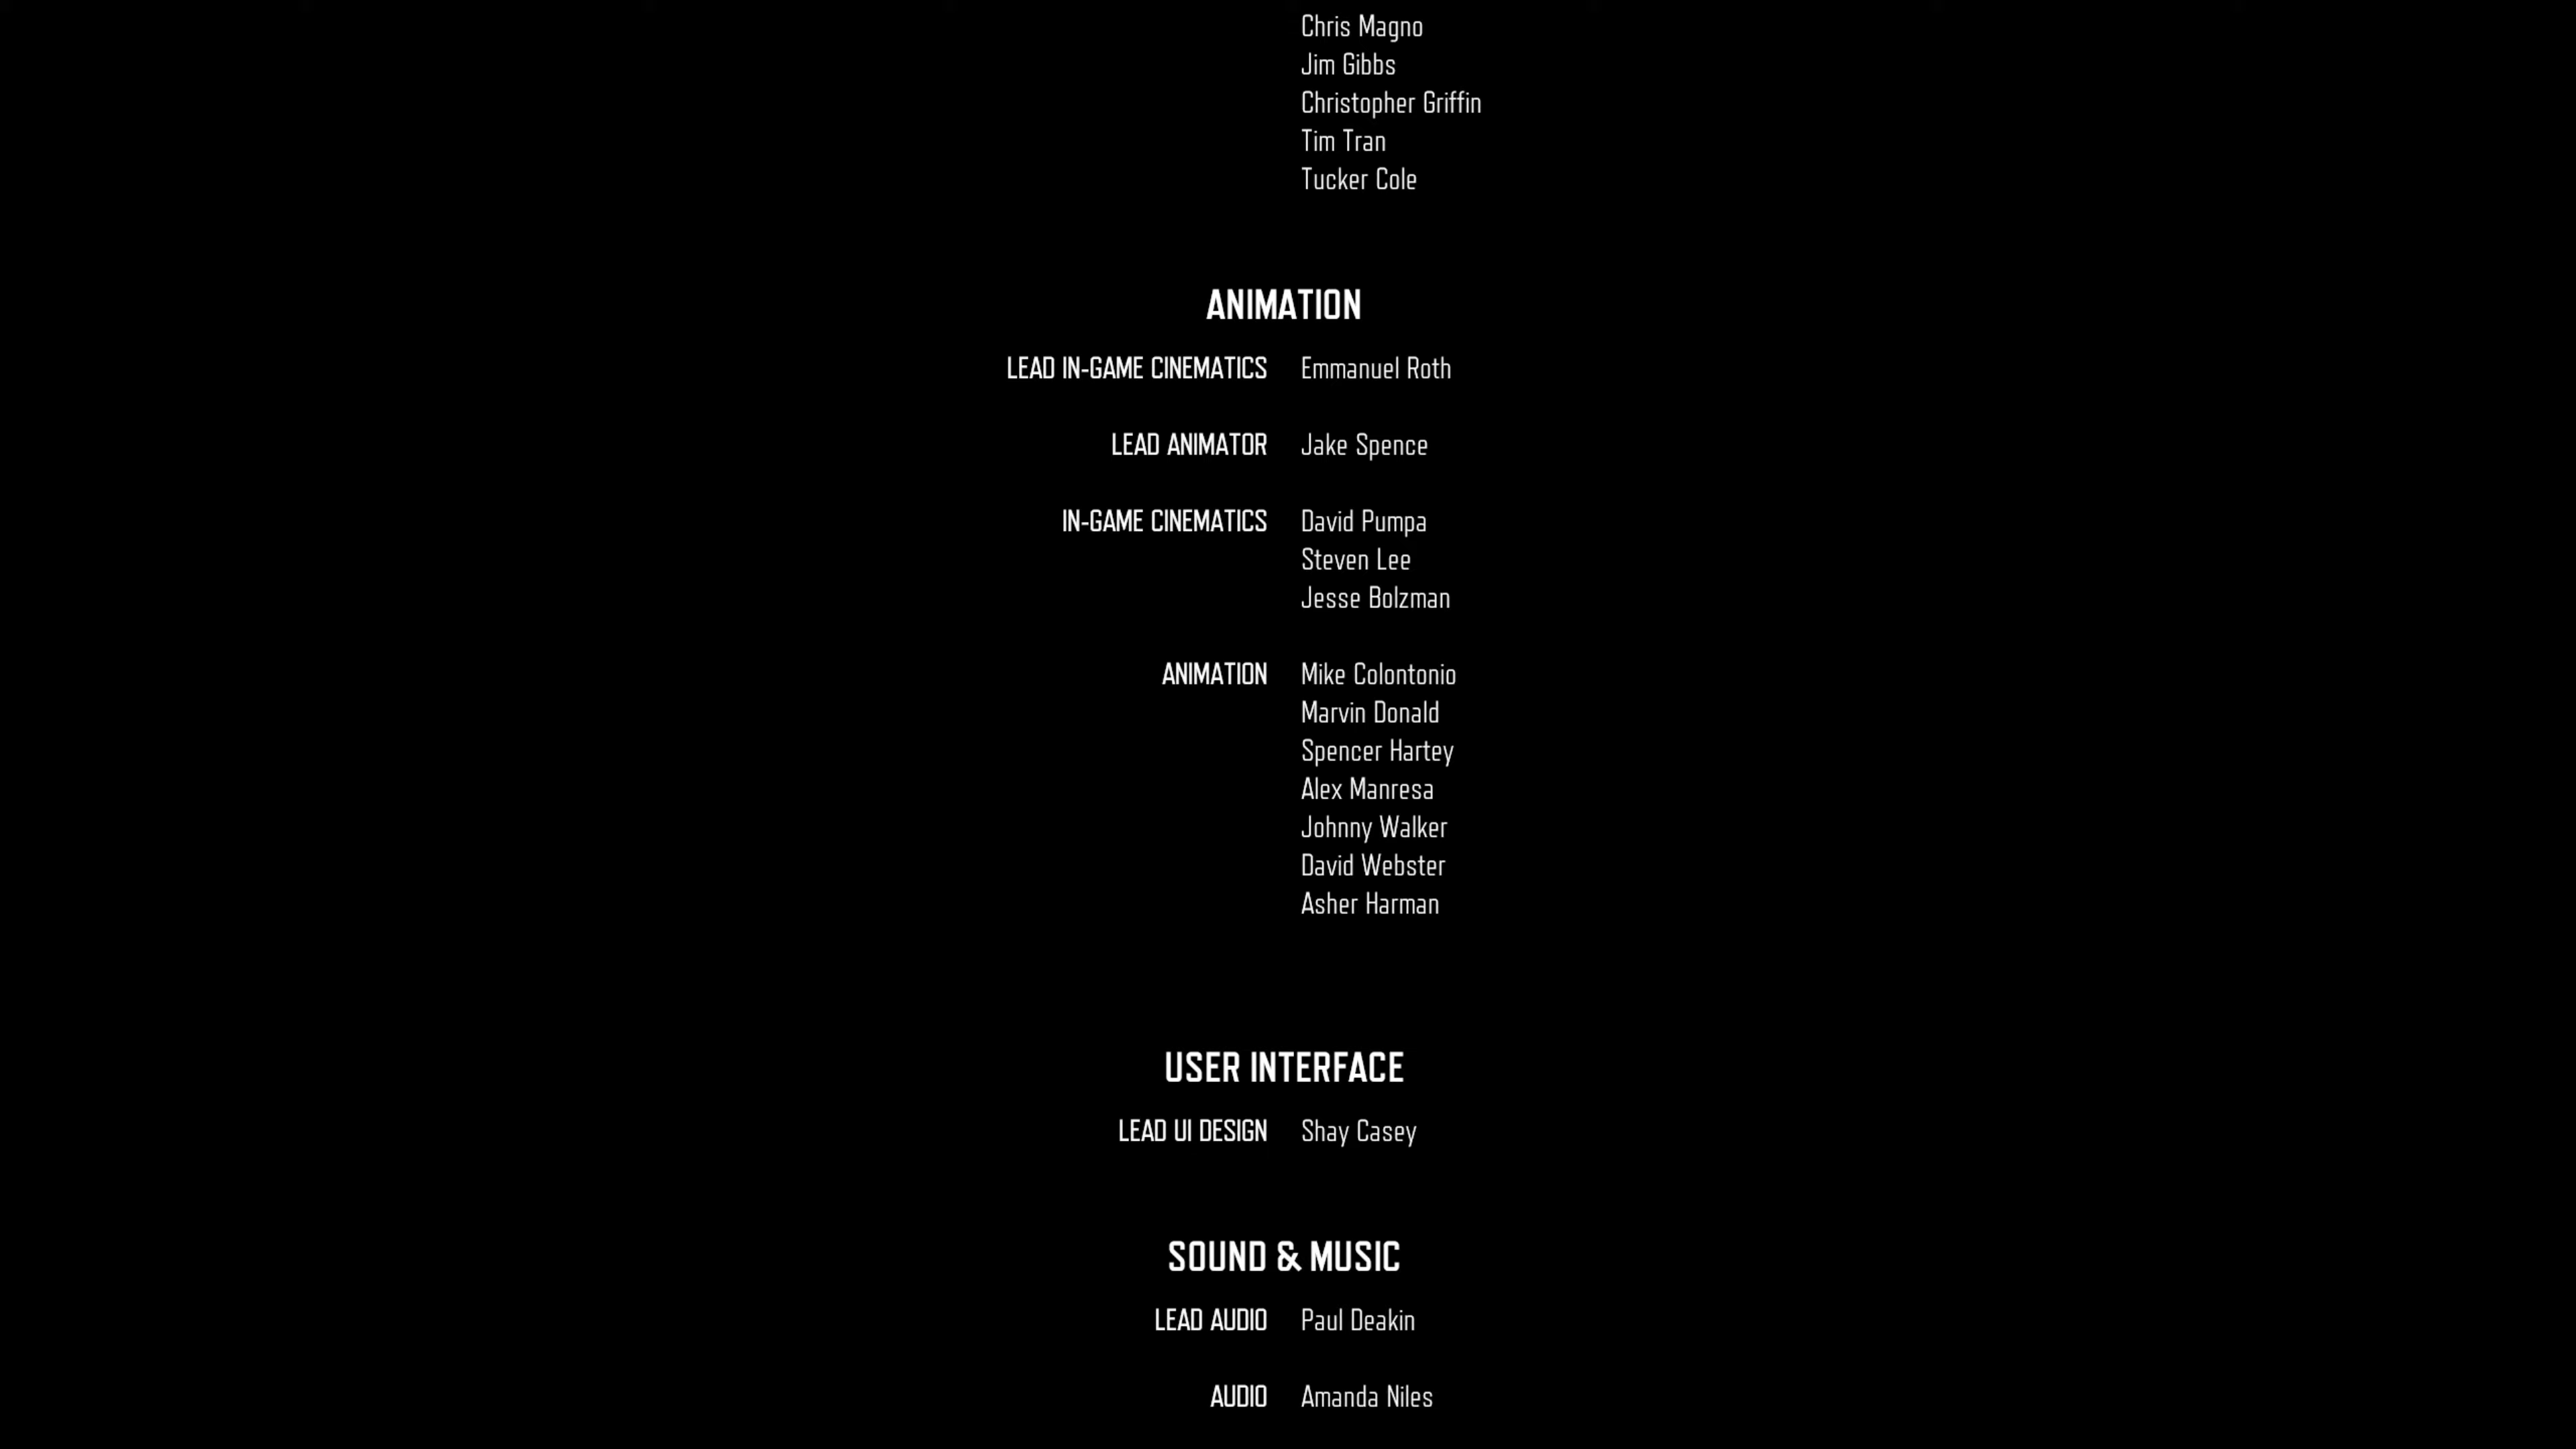 Chris Magno
Jim Gibbs
Christopher Griffin
Tim Tran
Tucker Cole
ANIMATION
LEAD IN-GAME CINEMATICS Emmanuel Roth
LEAD ANIMATOR Jake Spence
IN-GAME CINEMATICS David Pumpa
Steven Lee
Jesse Bolzman
ANIMATION Mike Colontonio
Marvin Donald
Spencer Hartey
Alex Manresa
Johnny Walker
David Webster
Asher Harman
USER INTERFACE
LEAD UI DESIGN Shay Casey
SOUND & MUSIC
LEAD AUDIO Paul Deakin
AUDIO Amanda Niles